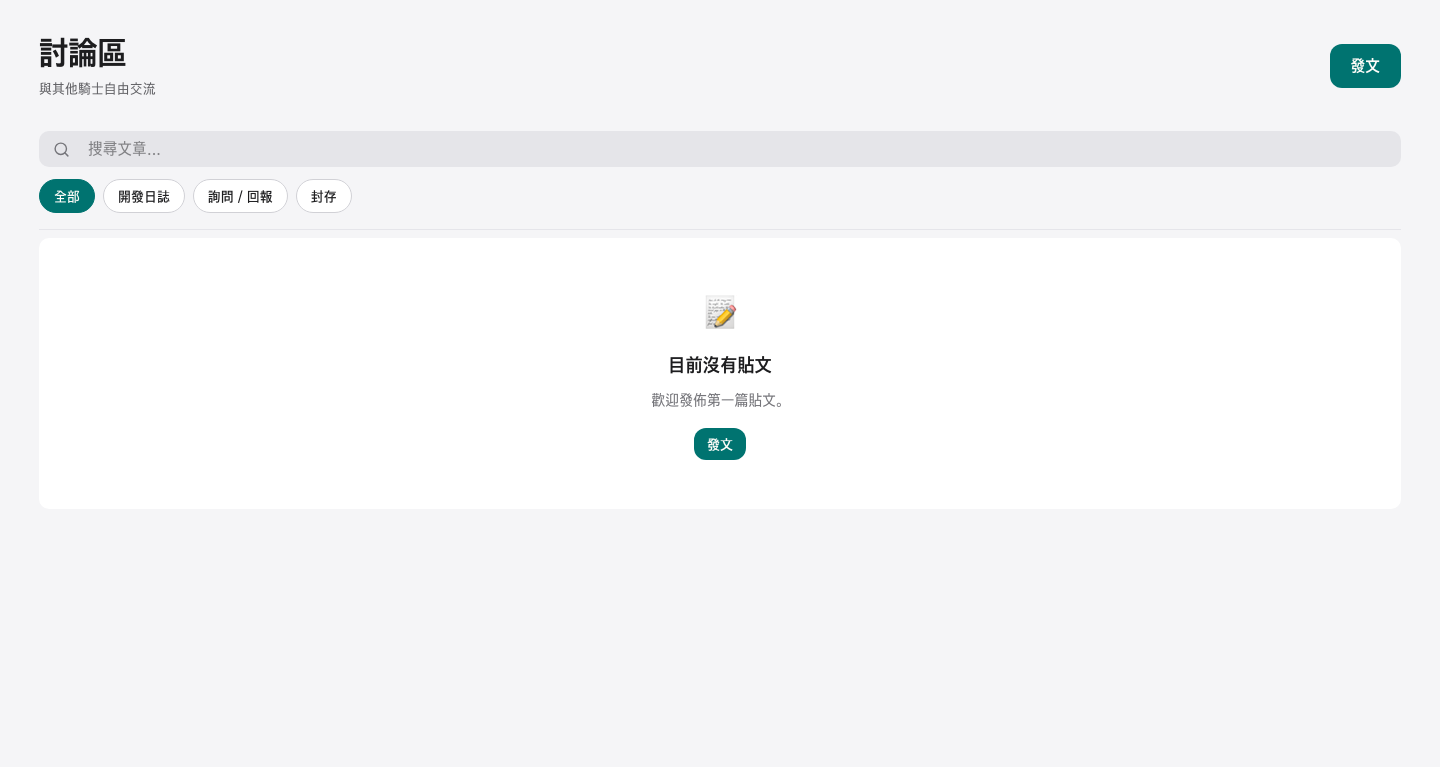 討論區
與其他騎士自由交流
發文
搜尋文章...
全部
開發日誌
詢問 / 回報
封存
目前沒有貼文
歡迎發佈第一篇貼文。
發文